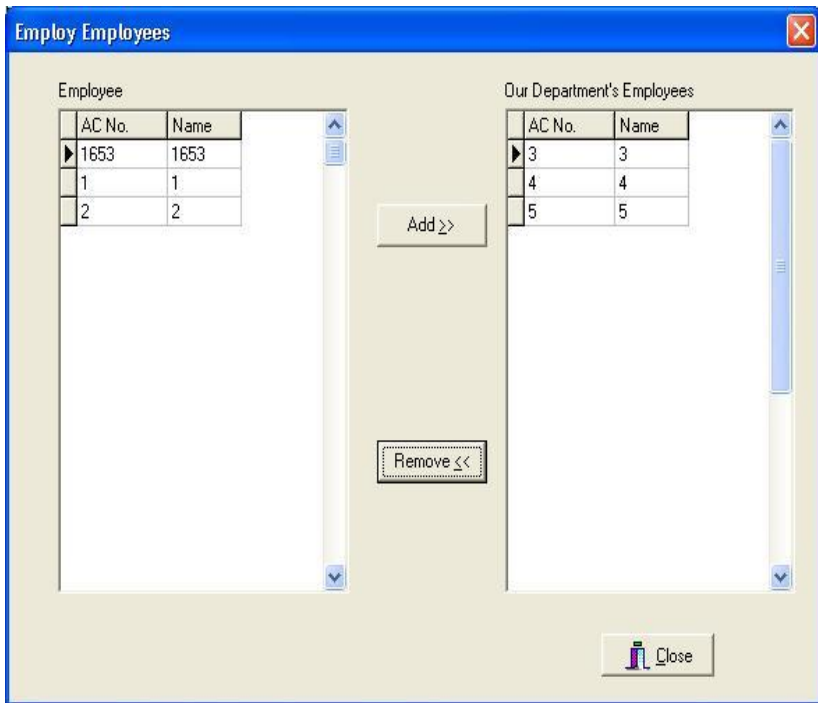 Employ Employees
Employee
AC No. Name
1653 1653
1 1
2 2
Add >>
Remove <<
Our Department's Employees
AC No. Name
3 3
4 4
5 5
Close